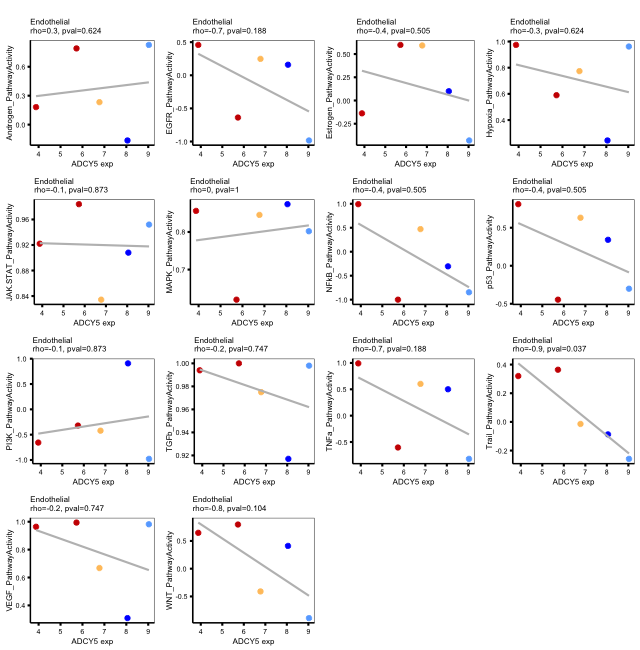 Endothelial
rho=0.3, pval=0.624
Androgen_PathwayActivity
0.6
0.3
0.0
4 5 6 7 8 9
ADCY5 exp
Endothelial
rho=-0.7, pval=0.188
EGFR_PathwayActivity
0.5
0.0
-0.5
-1.0
4 5 6 7 8 9
ADCY5 exp
Endothelial
rho=-0.4, pval=0.505
Estrogen_PathwayActivity
0.50
0.25
0.00
-0.25
4 5 6 7 8 9
ADCY5 exp
Endothelial
rho=-0.3, pval=0.624
Hypoxia_PathwayActivity
1.0
0.8
0.6
0.4
4 5 6 7 8 9
ADCY5 exp
Endothelial
rho=-0.1, pval=0.873
JAK.STAT_PathwayActivity
0.96
0.92
0.88
0.84
4 5 6 7 8 9
ADCY5 exp
Endothelial
rho=0, pval=1
MAPK_PathwayActivity
0.8
0.7
4 5 6 7 8 9
ADCY5 exp
Endothelial
rho=-0.4, pval=0.505
NFkB_PathwayActivity
1.0
0.5
0.0
-0.5
-1.0
4 5 6 7 8 9
ADCY5 exp
Endothelial
rho=-0.4, pval=0.505
p53_PathwayActivity
0.5
0.0
-0.5
4 5 6 7 8 9
ADCY5 exp
Endothelial
rho=-0.1, pval=0.873
PI3K_PathwayActivity
1.0
0.5
0.0
-0.5
-1.0
4 5 6 7 8 9
ADCY5 exp
Endothelial
rho=-0.2, pval=0.747
TGFb_PathwayActivity
1.00
0.98
0.96
0.94
0.92
4 5 6 7 8 9
ADCY5 exp
Endothelial
rho=-0.7, pval=0.188
TNFa_PathwayActivity
1.0
0.5
0.0
-0.5
4 5 6 7 8 9
ADCY5 exp
Endothelial
rho=-0.9, pval=0.037
Trail_PathwayActivity
0.4
0.2
0.0
-0.2
4 5 6 7 8 9
ADCY5 exp
Endothelial
rho=-0.2, pval=0.747
VEGF_PathwayActivity
1.0
0.8
0.6
0.4
4 5 6 7 8 9
ADCY5 exp
Endothelial
rho=-0.8, pval=0.104
WNT_PathwayActivity
0.5
0.0
-0.5
4 5 6 7 8 9
ADCY5 exp